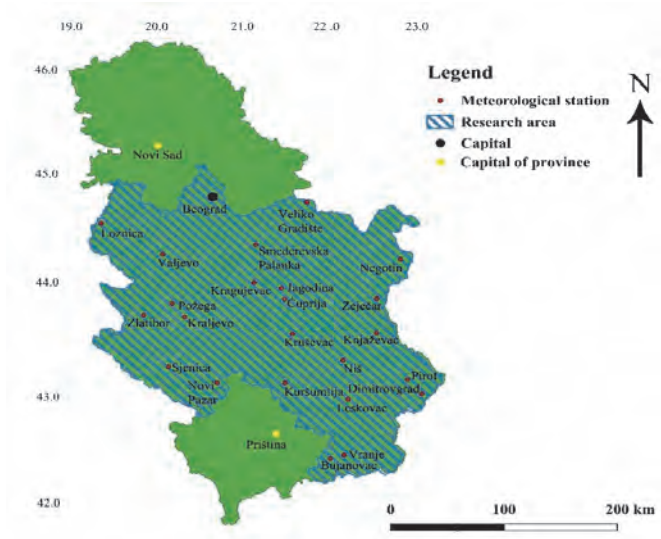 19.0 20.0 21.0 22.0 23.0
46.0
45.0
44.0
43.0
42.0
Legend
Meteorological station
Research area
Capital
Capital of province
N
Novi Sad
Beograd
Veliko
Gradište
Loznica
Valjevo
Smederevska
Palanka
Negotin
Kragujevac
Jagodina
Ćuprija
Zeječar
Požega
Zlatibor
Kraljevo
Kruševac
Knjaževac
Sjenica
Niš
Novi
Pazar
Kuršumlija
Dimitrovgrad
Pirot
Leskovac
Priština
Vranje
Bujanovac
0 100 200 km